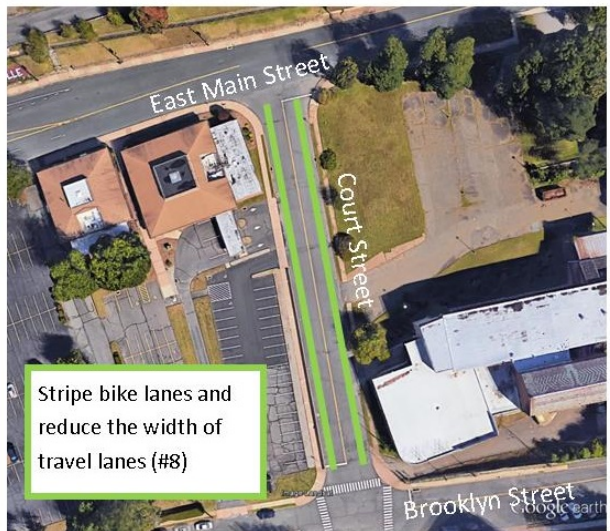 East Main Street
Court Street
Stripe bike lanes and
reduce the width of
travel lanes (#8)
Brooklyn Street
Google earth